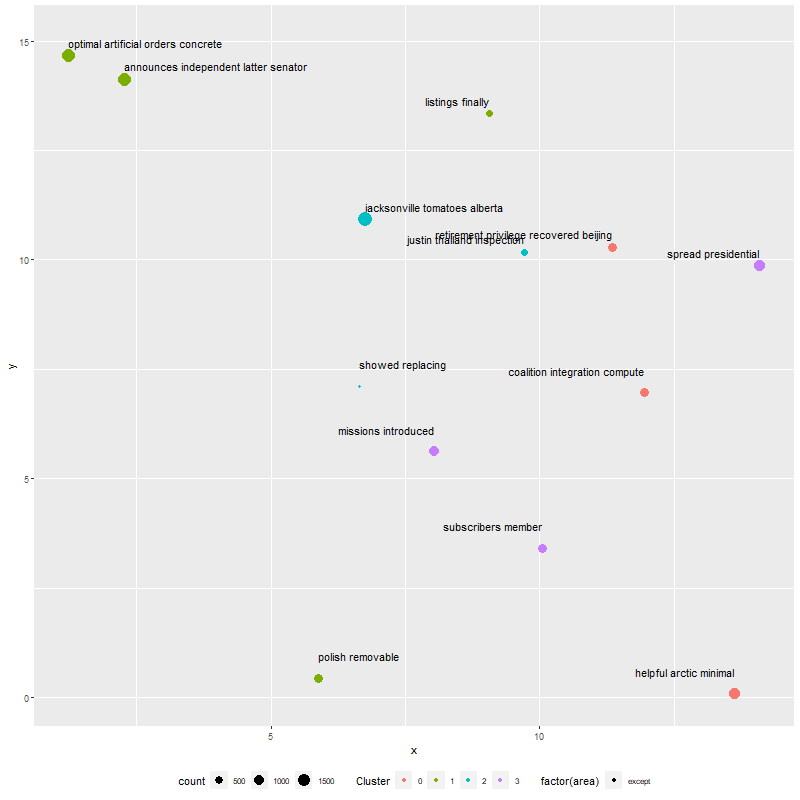 optimal artificial orders concrete
announces independent latter senator
listings finally
jacksonville tomatoes alberta
retirement privilege recovered beijing
justin thailand inspection
spread presidential
showed replacing
coalition integration compute
missions introduced
subscribers member
polish removable
helpful arctic minimal
15
10
5
0
y
5 10
x
count 500 1000 1500 Cluster 0 1 2 3 factor(area) except